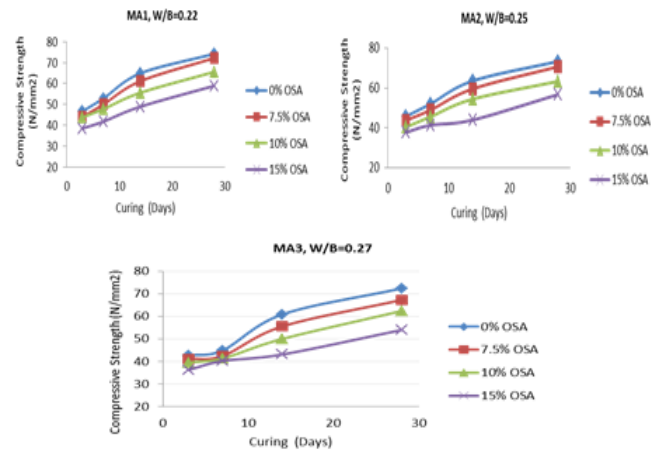 MA1, W/B=0.22
Compressive Strength
(N/mm2)
80
70
60
50
40
30
20
0
10
20
30
Curing (Days)
0% OSA
7.5% OSA
10% OSA
15% OSA
MA2, W/B=0.25
Compressive Strength
(N/mm2)
80
60
40
20
0
10
20
30
Curing (Days)
0% OSA
7.5% OSA
10% OSA
15% OSA
MA3, W/B=0.27
Compressive Strength(N/mm2)
80
70
60
50
40
30
20
0
10
20
30
Curing (Days)
0% OSA
7.5% OSA
10% OSA
15% OSA